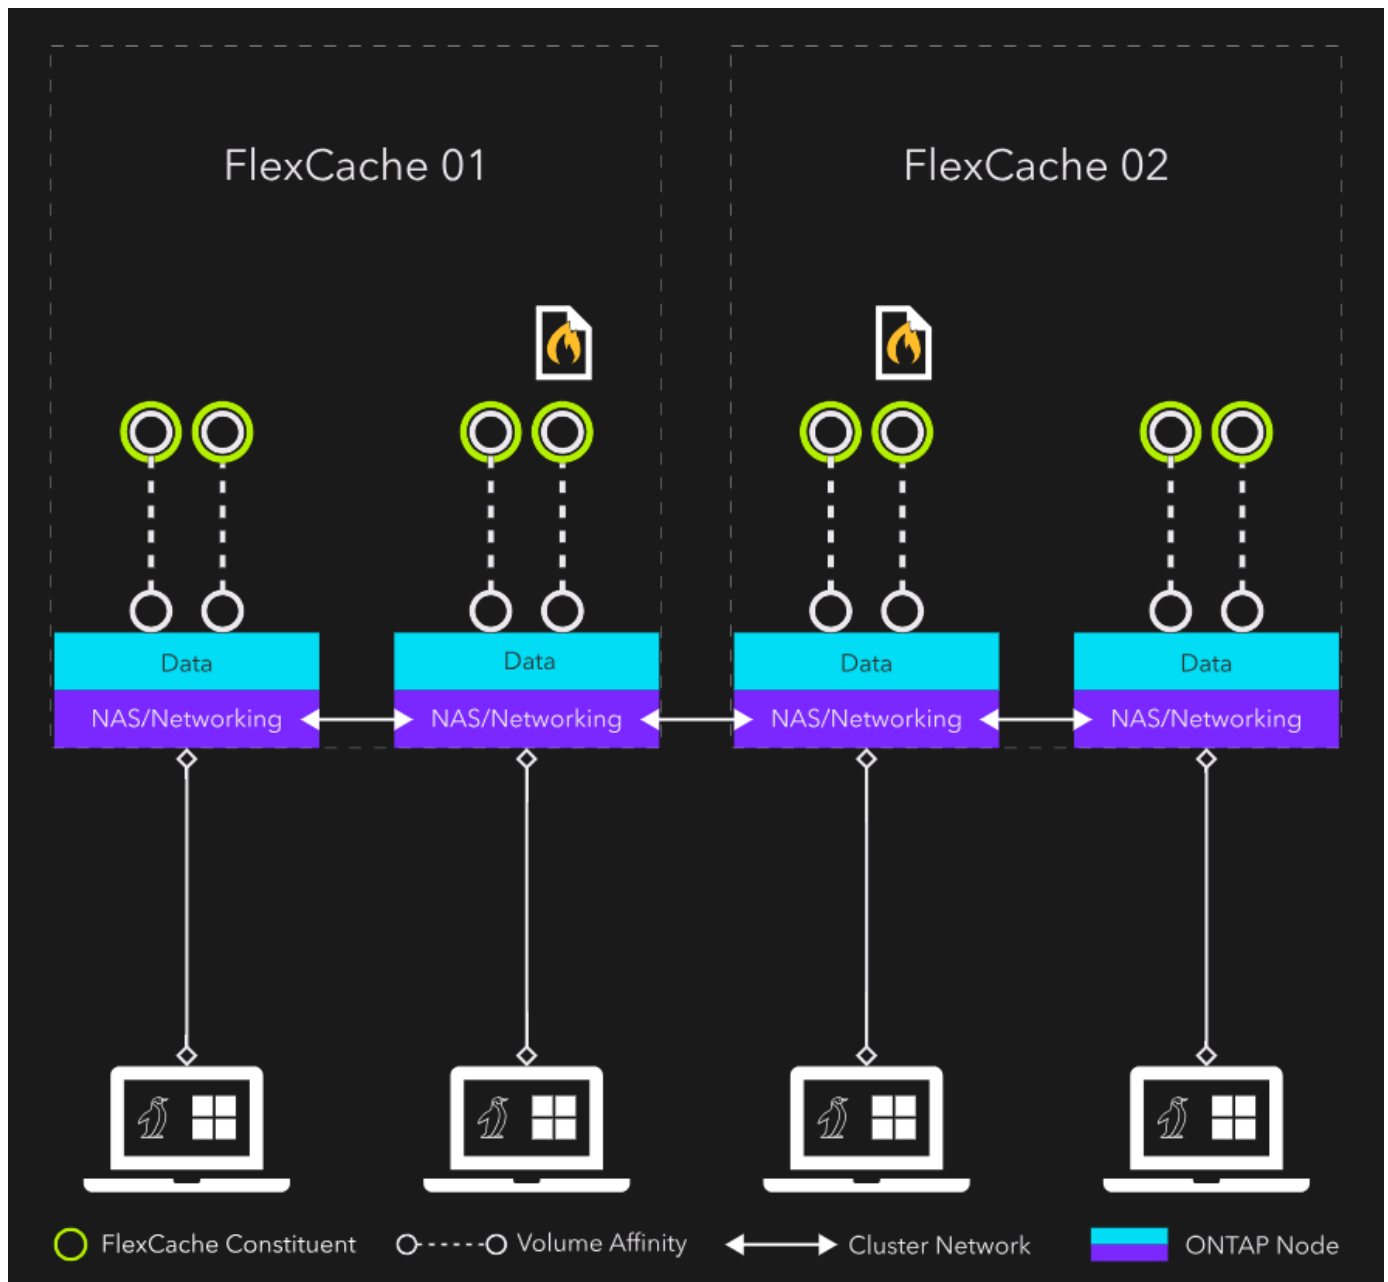 FlexCache 01
FlexCache 02
Data
Data
Data
Data
NAS/Networking
NAS/Networking
NAS/Networking
NAS/Networking
FlexCache Constituent
Volume Affinity
Cluster Network
ONTAP Node